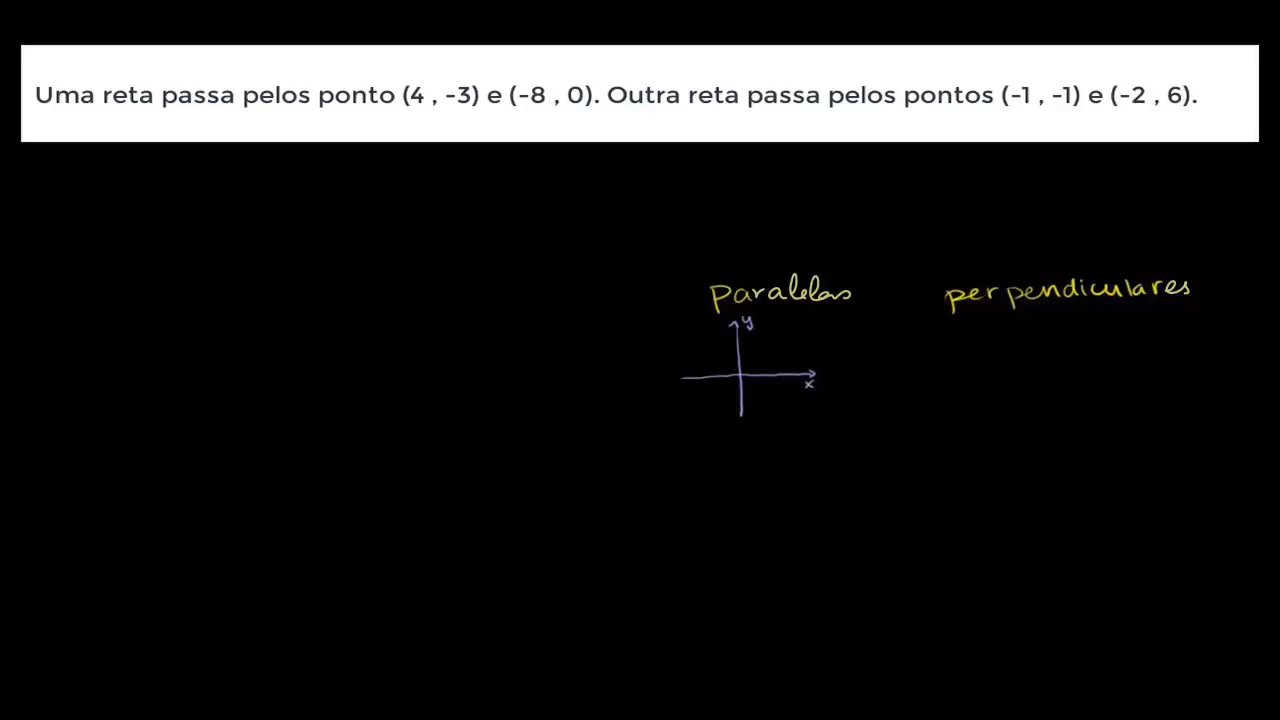 Uma reta passa pelos ponto (4 , -3) e (-8 , 0). Outra reta passa pelos pontos (-1 , -1) e (-2 , 6).
paralelas perpendiculares
y
x